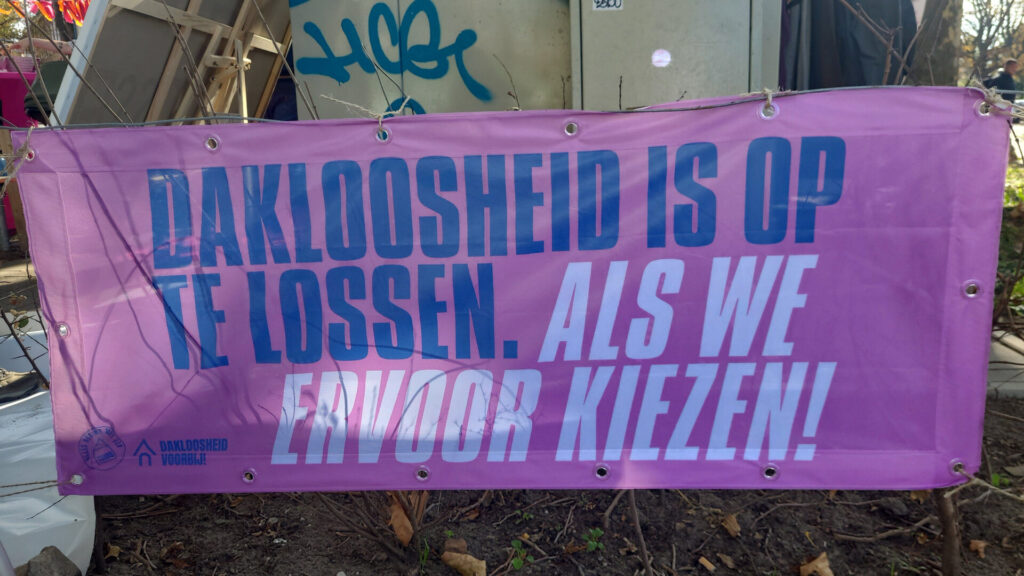 DAKLOOSHEID IS OP
TE LOSSEN. ALS WE
ERVOOR KIEZEN!
DAKLOOSHEID
VOORBIJ!